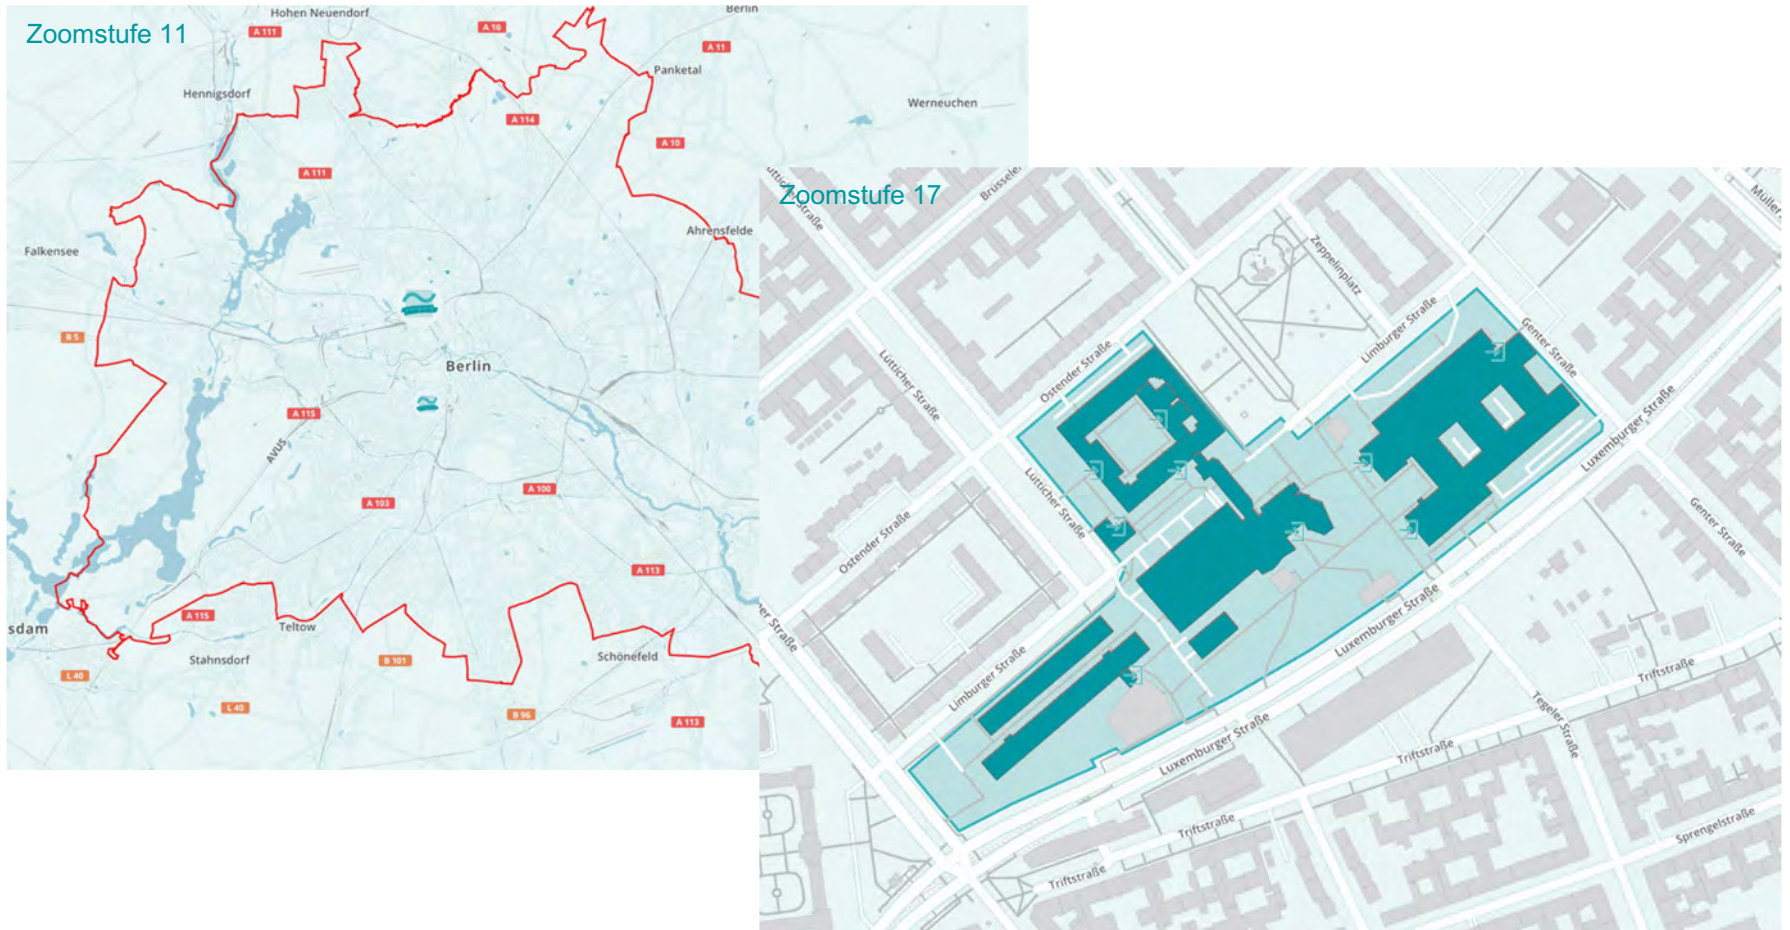 Zoomstufe 11
Hohen Neuendorf
Berlin
A 111
A 10
A 11
Panketal
Hennigsdorf
Werneuchen
A 114
A 10
A 111
Ahrensfelde
Falkensee
B 5
Berlin
A 115
AVUS
A 100
A 103
A 113
A 115
Teltow
sdam
Stahnsdorf
B 101
Schönefeld
L 40
L 40
B 96
A 113
Zoomstufe 17
Brüsseler
Müller
Zeppelinplatz
Limburger Straße
Genter Straße
Ostender Straße
Lütticher Straße
Luxemburger Straße
Lütticher Straße
Ostender Straße
Genter Straße
Luxemburger Straße
Limburger Straße
er Straße
Triftstraße
Tegeler Straße
Luxemburger Straße
Triftstraße
Triftstraße
Sprengelstraße
Triftstraße